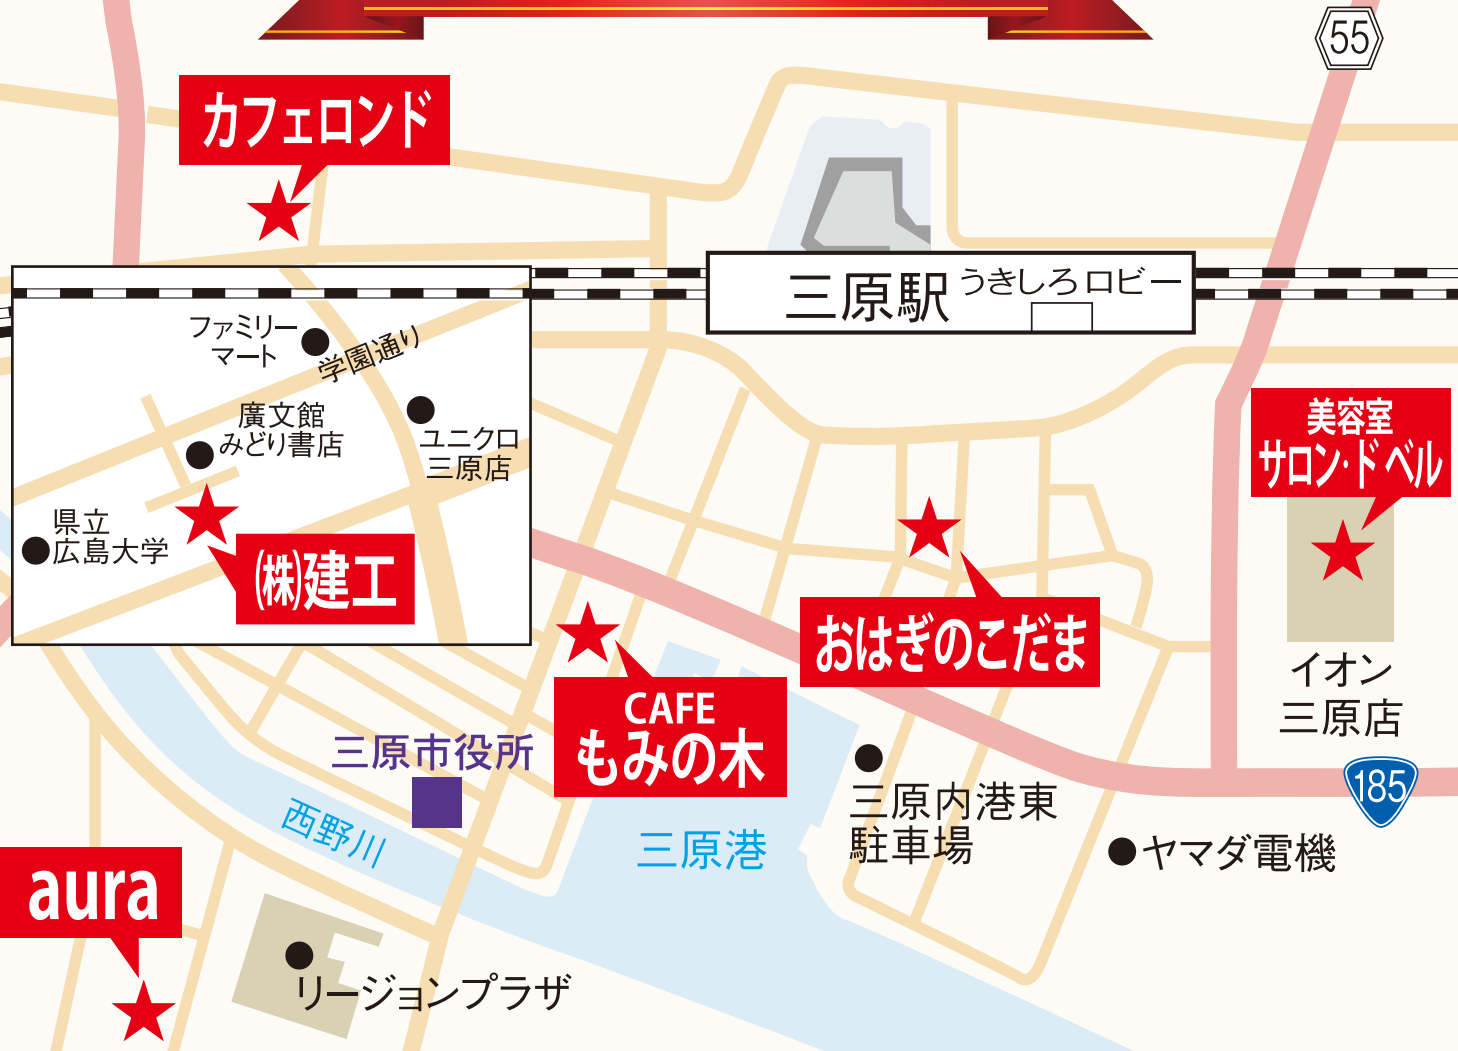 55
カフェロンド
三原駅 うきしろロビー
ファミリー
マート
学園通り
廣文館
みどり書店
ユニクロ
三原店
県立
広島大学
㈱建工
美容室
サロン・ド ベル
おはぎのこだま
CAFE
もみの木
イオン
三原店
三原市役所
185
三原内港東
駐車場
三原港
西野川
ヤマダ電機
aura
リージョンプラザ